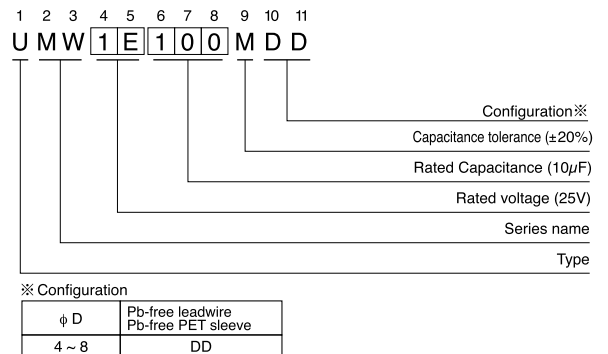 1 2 3 4 5 6 7 8 9 10 11
U M W 1 E 1 0 0 M D D
Configuration※
Capacitance tolerance (±20%)
Rated Capacitance (10µF)
Rated voltage (25V)
Series name
Type
※ Configuration
ϕ D
Pb-free leadwire
Pb-free PET sleeve
4 ~ 8 DD